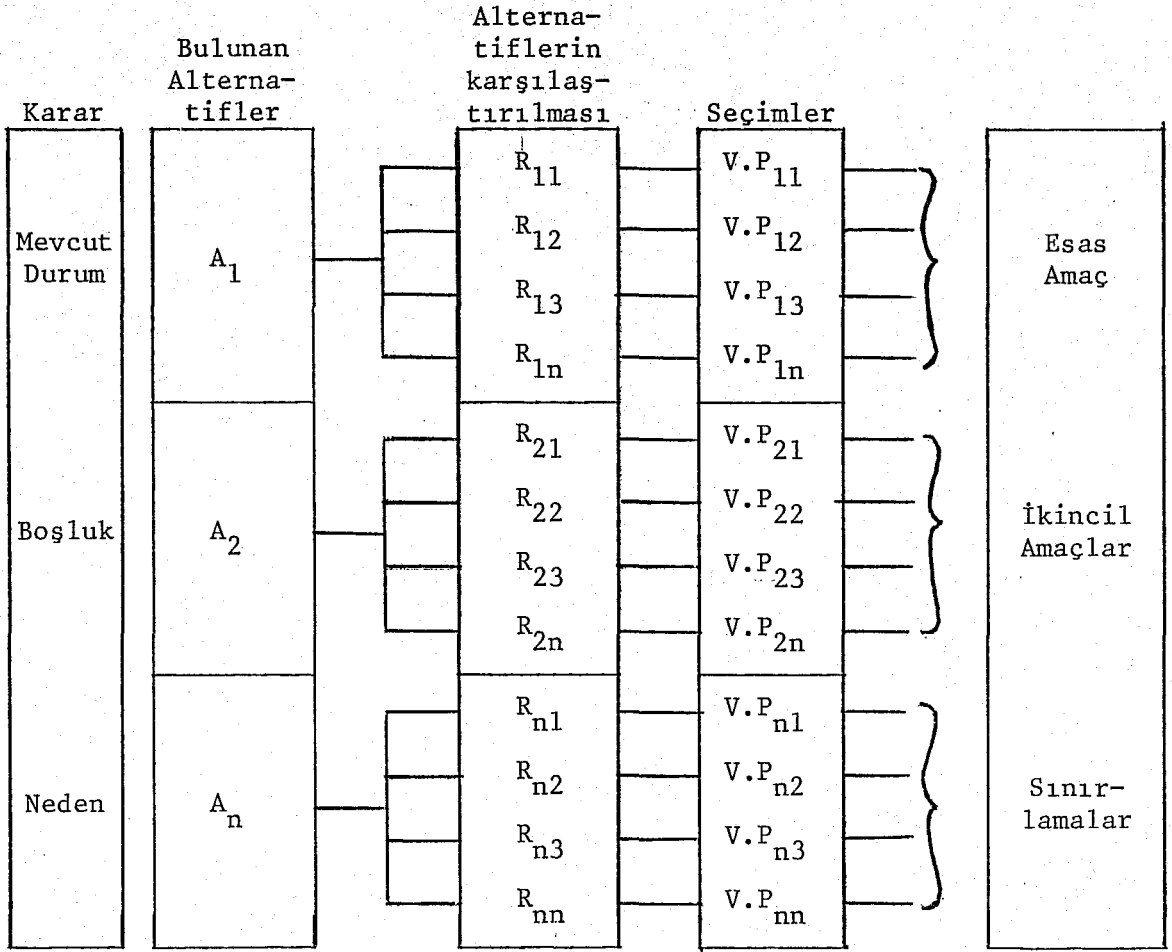 Karar
Bulunan
Alterna-
tifler
Alterna-
tiflerin
karşılaş-
tırılması
Seçimler
Mevcut
Durum
Boşluk
Neden
A1
A2
An
R11
R12
R13
R1n
R21
R22
R23
R2n
Rn1
Rn2
Rn3
Rnn
V.P11
V.P12
V.P13
V.P1n
V.P21
V.P22
V.P23
V.P2n
V.Pn1
V.Pn2
V.Pn3
V.Pnn
Esas
Amaç
İkincil
Amaçlar
Sınır-
lamalar